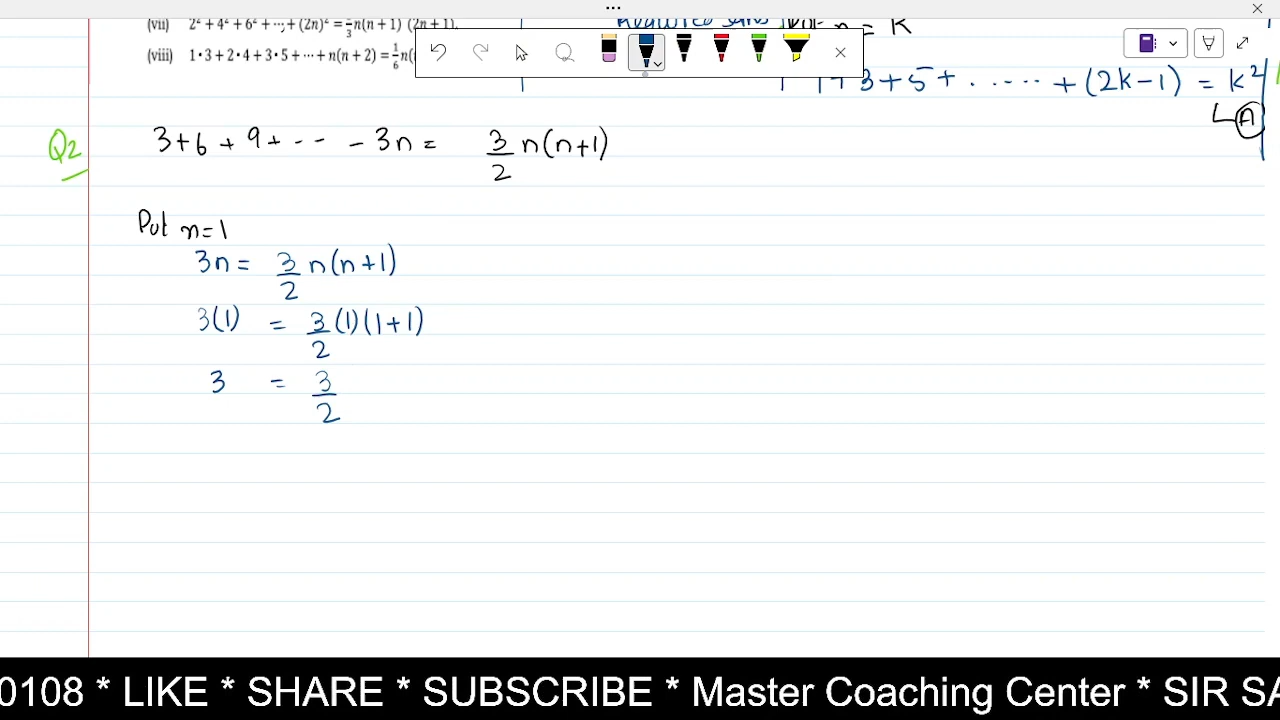 (vii) 2² + 4² + 6² + ⋯ + (2n)² = n(n + 1) (2n + 1).
n = K
(viii) 1•3 + 2•4 + 3•5 + ⋯ + n(n + 2) = 1/6 n(
1 + 3 + 5 + ...... + (2k-1) = k²
A
Q2 3+6+9+-- - 3n = 3/2 n(n+1)
Put n=1
3n = 3/2 n(n+1)
3(1) = 3/2 (1)(1+1)
3 = 3/2
0108 * LIKE * SHARE * SUBSCRIBE * Master Coaching Center * SIR SA